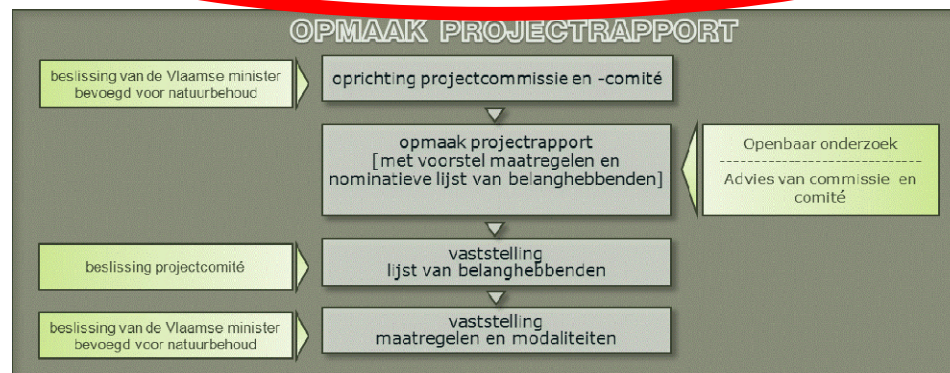 OPMAAK PROJECTRAPPORT
beslissing van de Vlaamse minister
bevoegd voor natuurbehoud
oprichting projectcommissie en -comité
opmaak projectrapport
[met voorstel maatregelen en
nominatieve lijst van belanghebbenden]
Openbaar onderzoek
Advies van commissie en
comité
beslissing projectcomité
vaststelling
lijst van belanghebbenden
beslissing van de Vlaamse minister
bevoegd voor natuurbehoud
vaststelling
maatregelen en modaliteiten